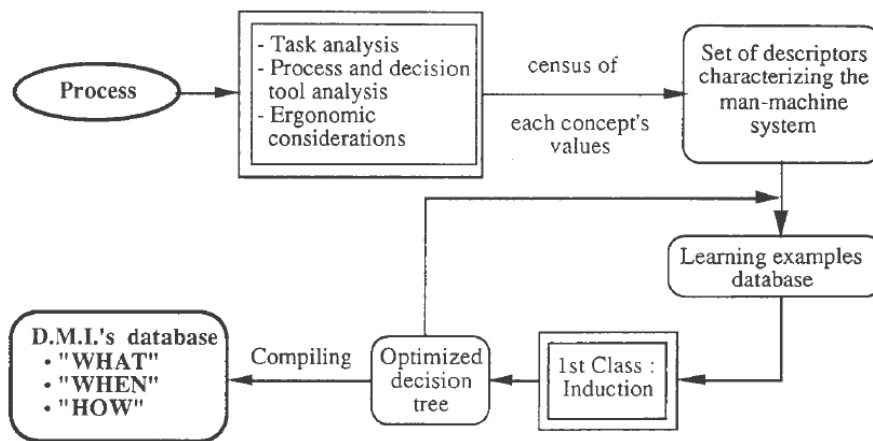 Process
- Task analysis
- Process and decision
tool analysis
- Ergonomic
considerations
census of
each concept's
values
Set of descriptors
characterizing the
man-machine
system
Learning examples
database
1st Class :
Induction
Optimized
decision
tree
Compiling
D.M.I.'s database
• "WHAT"
• "WHEN"
• "HOW"